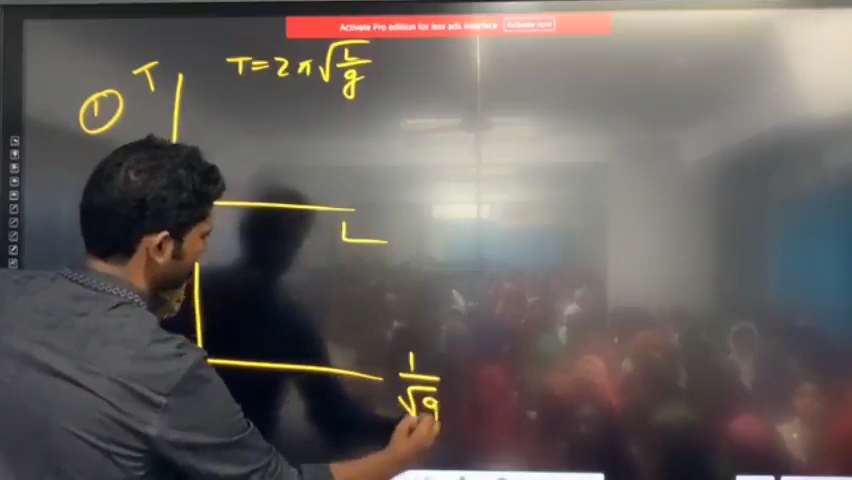 Activate Pro edition for less ads interface Activate now
T = 2π√(L/g)
T
①
L
1/√g